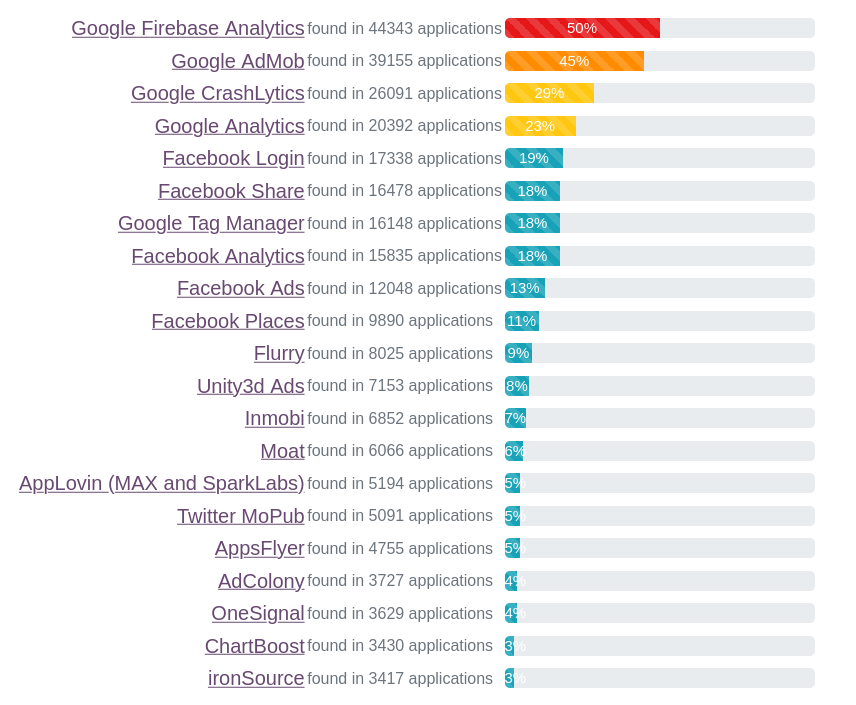 Google Firebase Analytics found in 44343 applications 50%
Google AdMob found in 39155 applications 45%
Google CrashLytics found in 26091 applications 29%
Google Analytics found in 20392 applications 23%
Facebook Login found in 17338 applications 19%
Facebook Share found in 16478 applications 18%
Google Tag Manager found in 16148 applications 18%
Facebook Analytics found in 15835 applications 18%
Facebook Ads found in 12048 applications 13%
Facebook Places found in 9890 applications 11%
Flurry found in 8025 applications 9%
Unity3d Ads found in 7153 applications 8%
Inmobi found in 6852 applications 7%
Moat found in 6066 applications 6%
AppLovin (MAX and SparkLabs) found in 5194 applications 5%
Twitter MoPub found in 5091 applications 5%
AppsFlyer found in 4755 applications 5%
AdColony found in 3727 applications 4%
OneSignal found in 3629 applications 4%
ChartBoost found in 3430 applications 3%
ironSource found in 3417 applications 3%